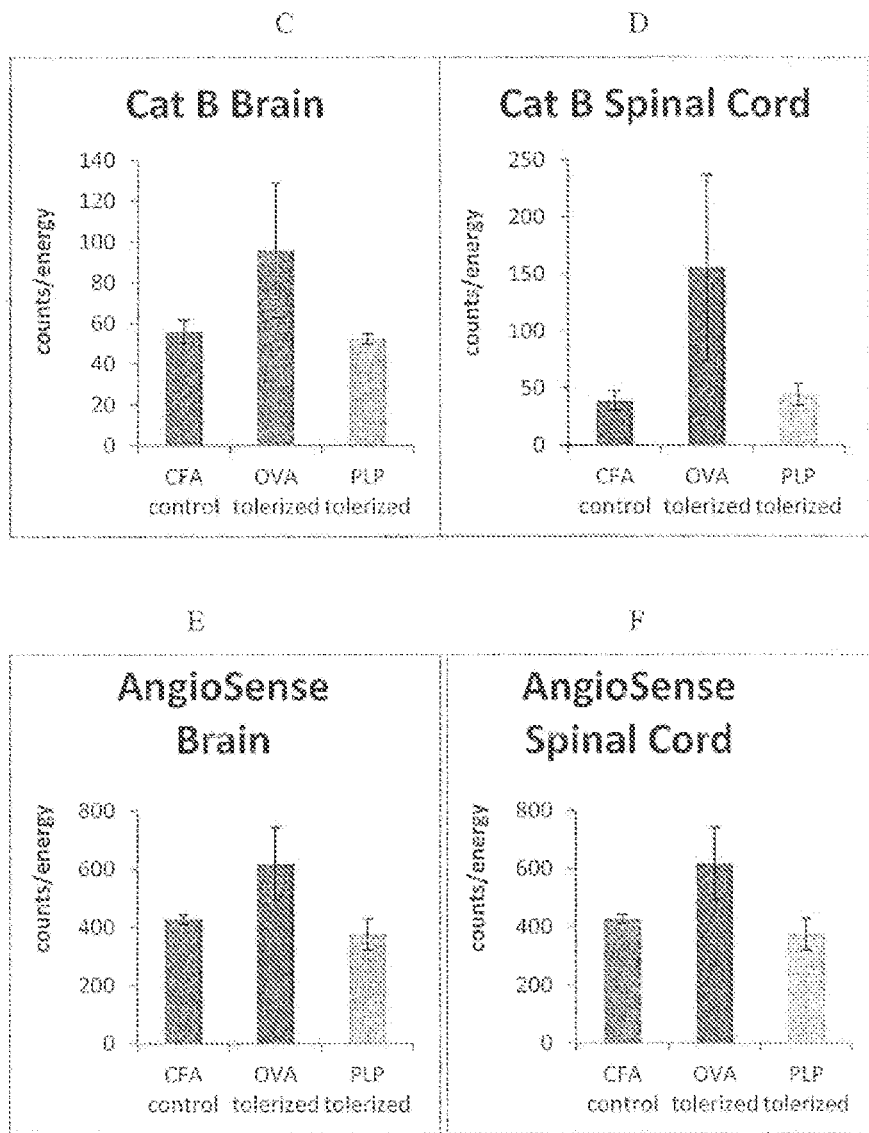 C
D
Cat B Brain
140
120
100
80
60
40
20
0
counts/energy
CFA control
OVA tolerized
PLP tolerized
Cat B Spinal Cord
250
200
150
100
50
0
counts/energy
CFA control
OVA tolerized
PLP tolerized
E
F
AngioSense
Brain
800
600
400
200
0
counts/energy
CFA control
OVA tolerized
PLP tolerized
AngioSense
Spinal Cord
800
600
400
200
0
counts/energy
CFA control
OVA tolerized
PLP tolerized